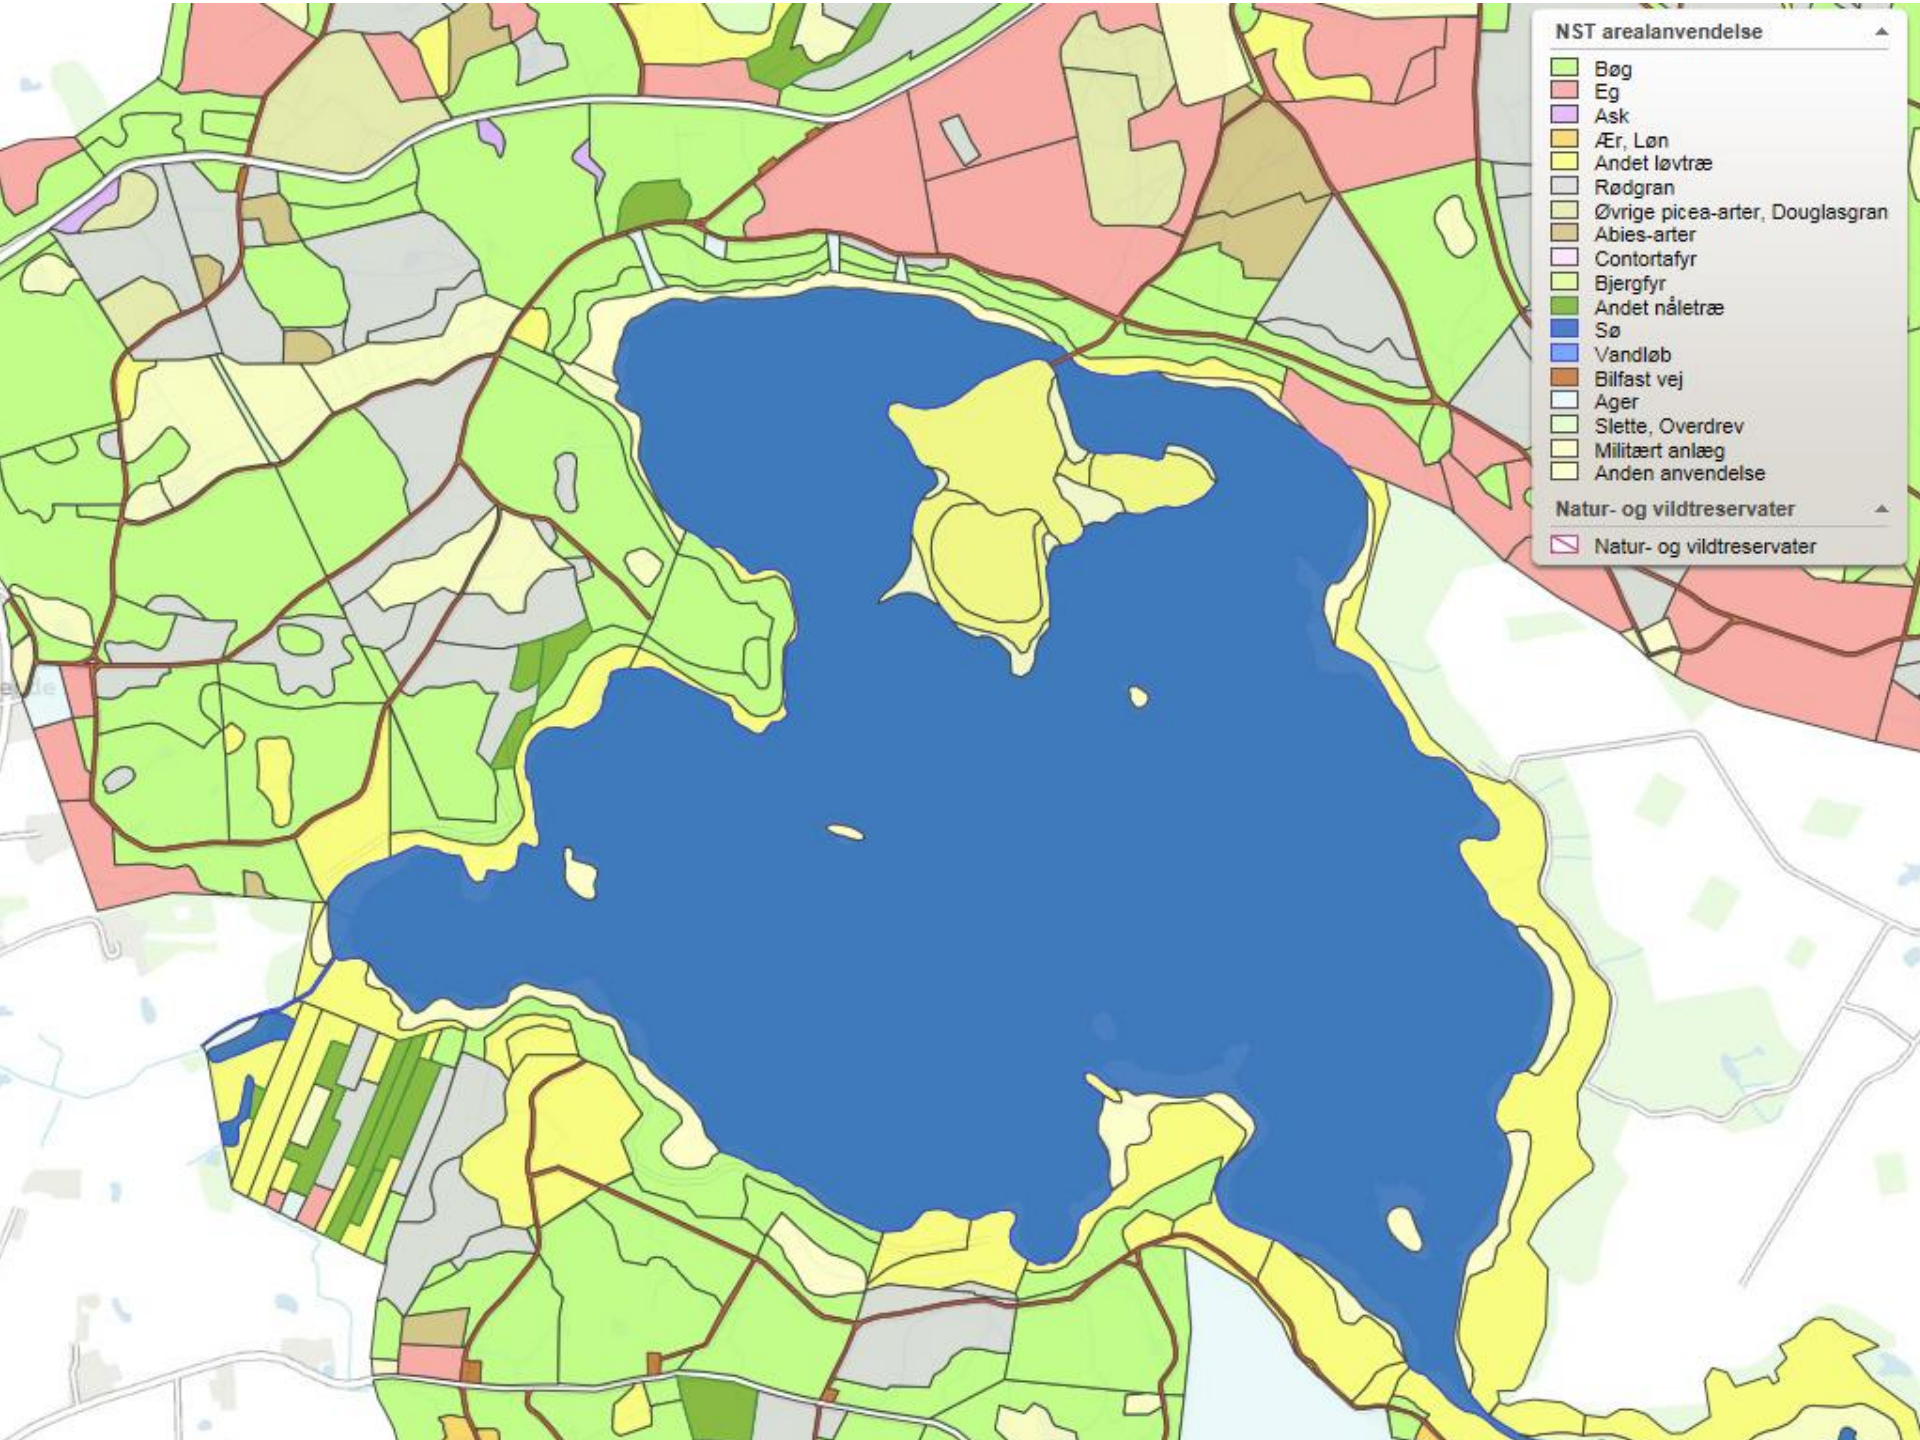 NST arealanvendelse
Bøg
Eg
Ask
Ær, Løn
Andet løvtræ
Rødgran
Øvrige picea-arter, Douglasgran
Abies-arter
Contortafyr
Bjergfyr
Andet nåletræ
Sø
Vandløb
Bilfast vej
Ager
Slette, Overdrev
Militært anlæg
Anden anvendelse
Natur- og vildtreservater
Natur- og vildtreservater